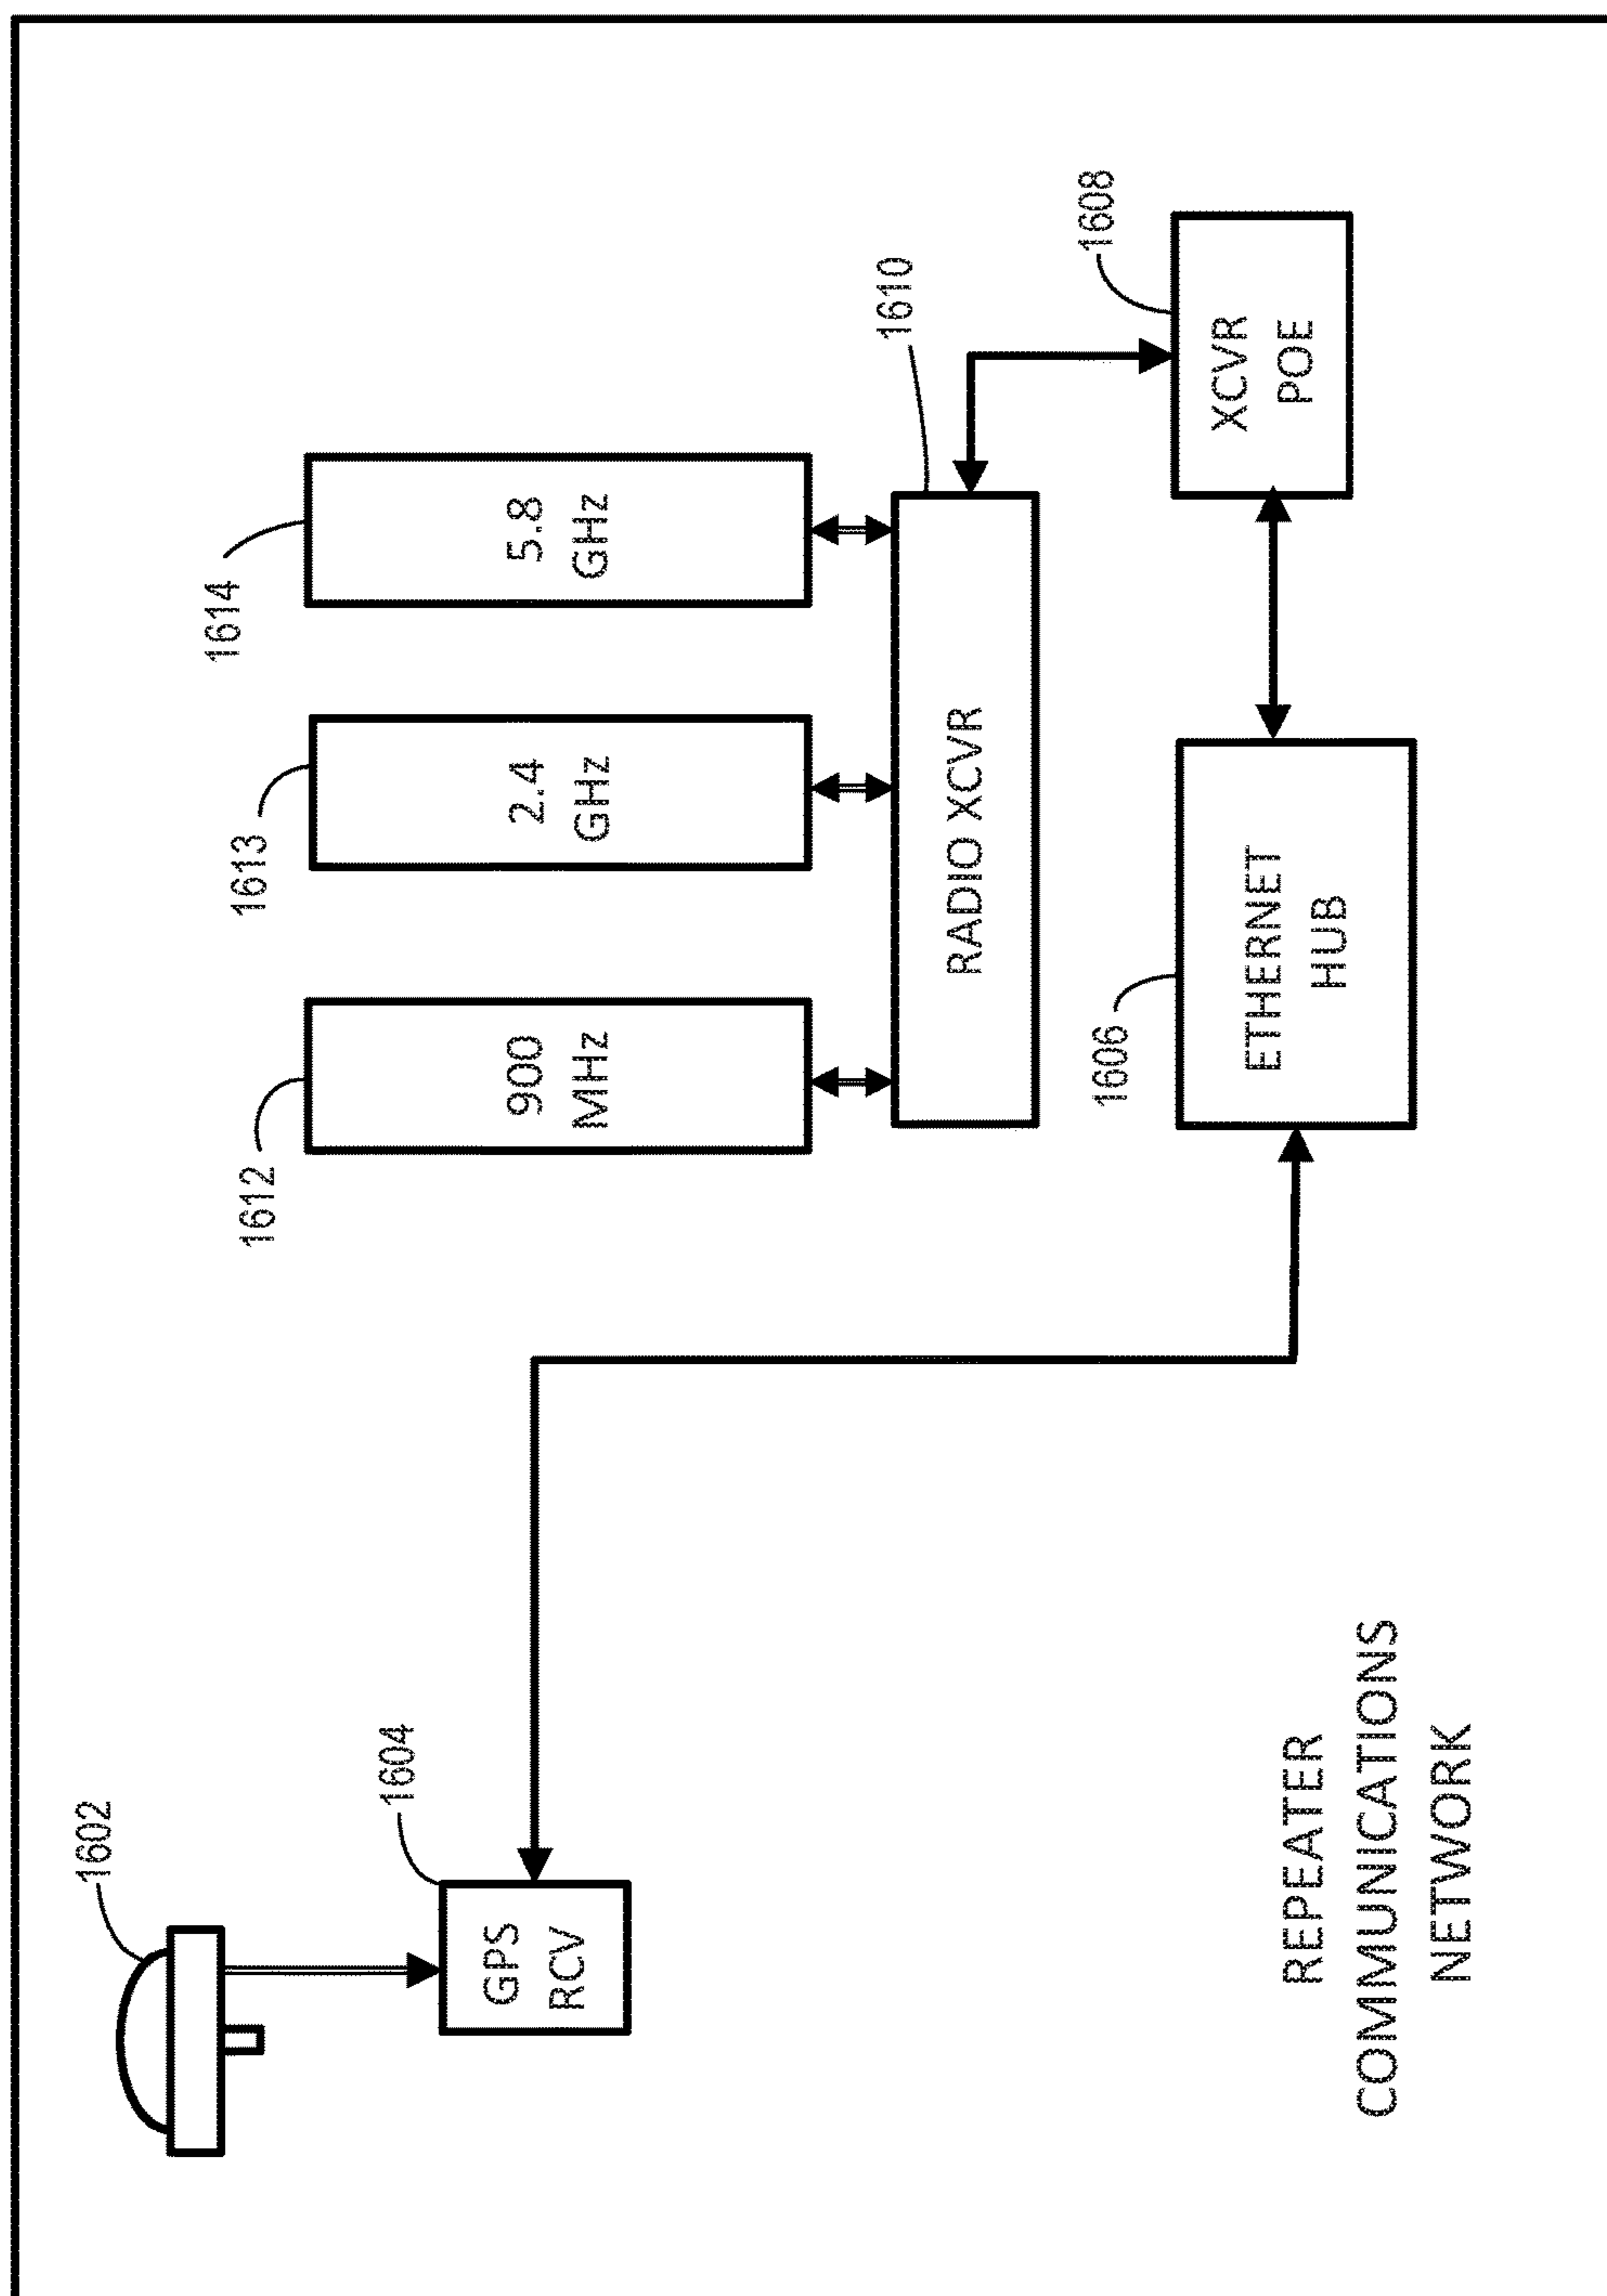 1602
1604
GPS
RCV
1612
900
MHz
1613
2.4
GHz
1614
5.8
GHz
1610
RADIO XCVR
1606
ETHERNET
HUB
1608
XCVR
POE
REPEATER
COMMUNICATIONS
NETWORK